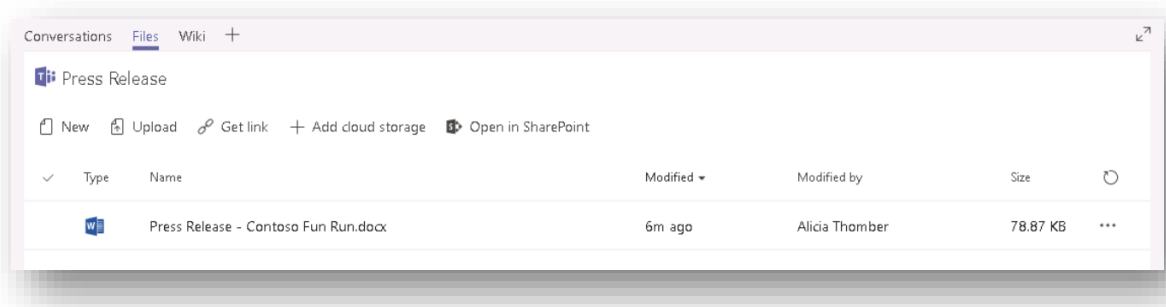 Conversations Files Wiki +
Press Release
New Upload Get link + Add cloud storage Open in SharePoint
Type Name Modified Modified by Size
Press Release - Contoso Fun Run.docx 6m ago Alicia Thomber 78.87 KB ...